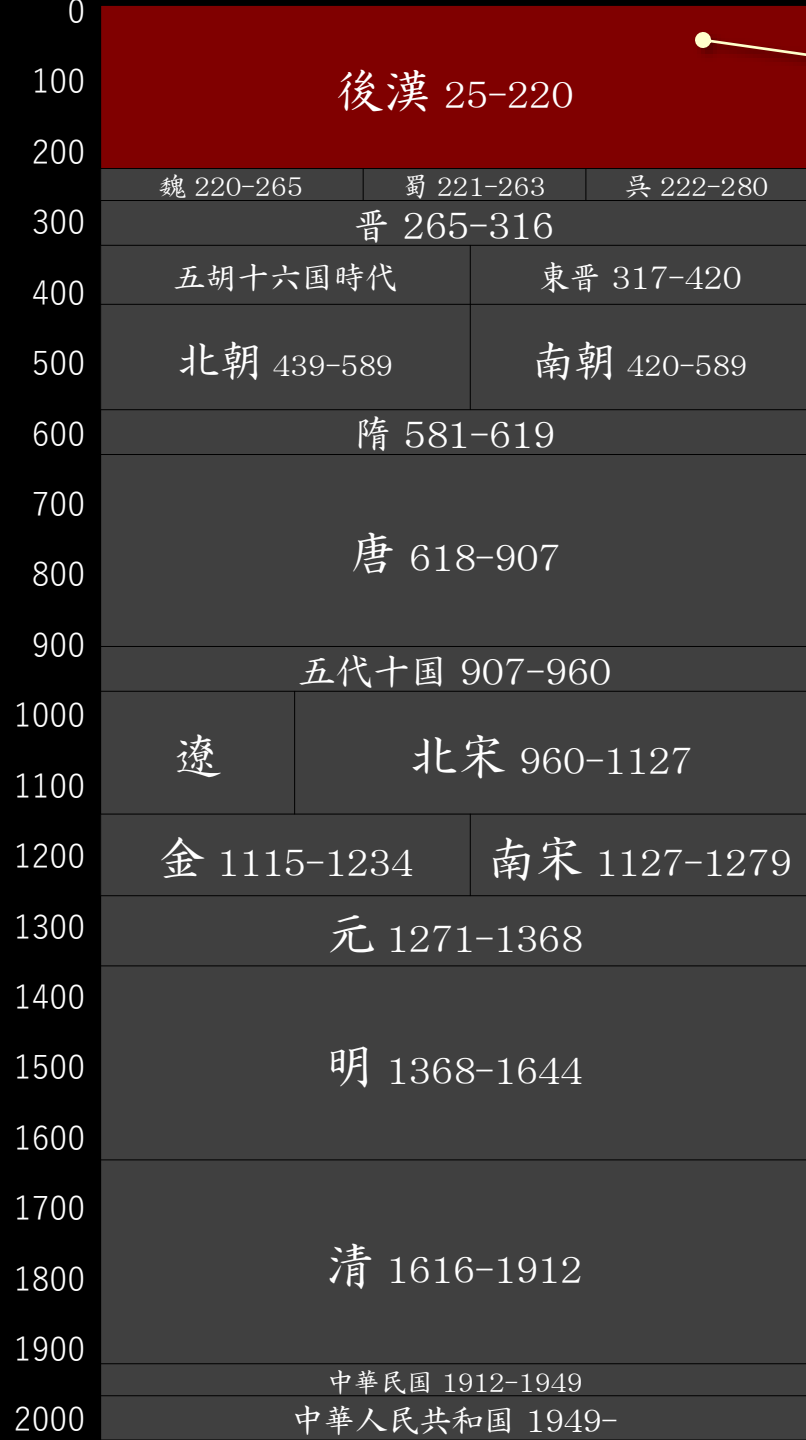 0
後漢 25-220
100
200
魏 220-265 蜀 221-263 呉 222-280
300
晋 265-316
五胡十六国時代 東晋 317-420
400
北朝 439-589 南朝 420-589
500
600
隋 581-619
700
唐 618-907
800
900
五代十国 907-960
1000
遼 北宋 960-1127
1100
1200
金 1115-1234 南宋 1127-1279
1300
元 1271-1368
1400
1500
明 1368-1644
1600
1700
清 1616-1912
1800
1900
中華民国 1912-1949
2000
中華人民共和国 1949-